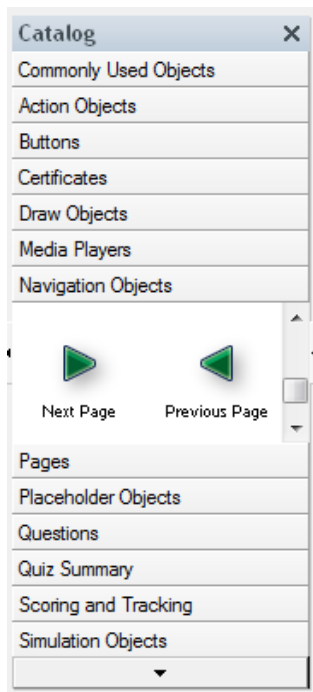 Catalog
Commonly Used Objects
Action Objects
Buttons
Certificates
Draw Objects
Media Players
Navigation Objects
Next Page Previous Page
Pages
Placeholder Objects
Questions
Quiz Summary
Scoring and Tracking
Simulation Objects